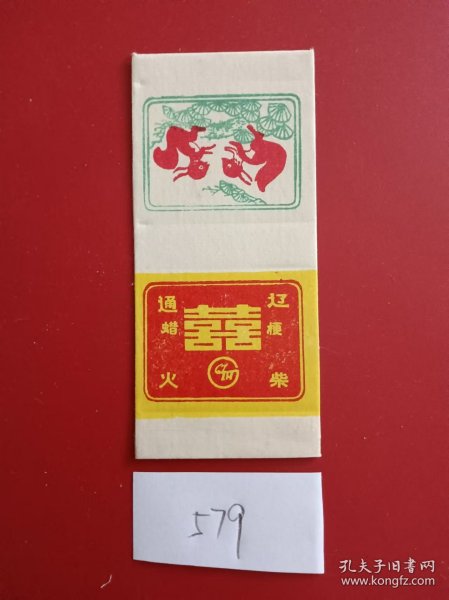 通 辽
囍
蜡 梗
火 柴
579
孔夫子旧书网
www.kongfz.com